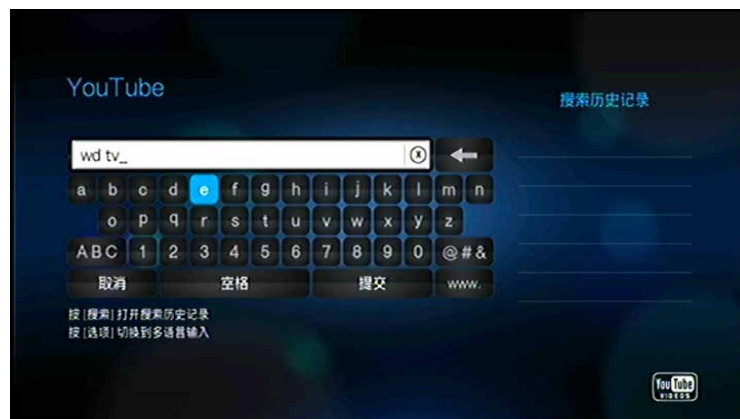 YouTube
搜索历史记录
wd tv_
a b c d e f g h i j k l m n
o p q r s t u v w x y z
ABC 1 2 3 4 5 6 7 8 9 0 @#&
取消 空格 提交 www.
按 [搜索] 打开搜索历史记录
按 [选项] 切换到多语言输入
You Tube
VIDEOS